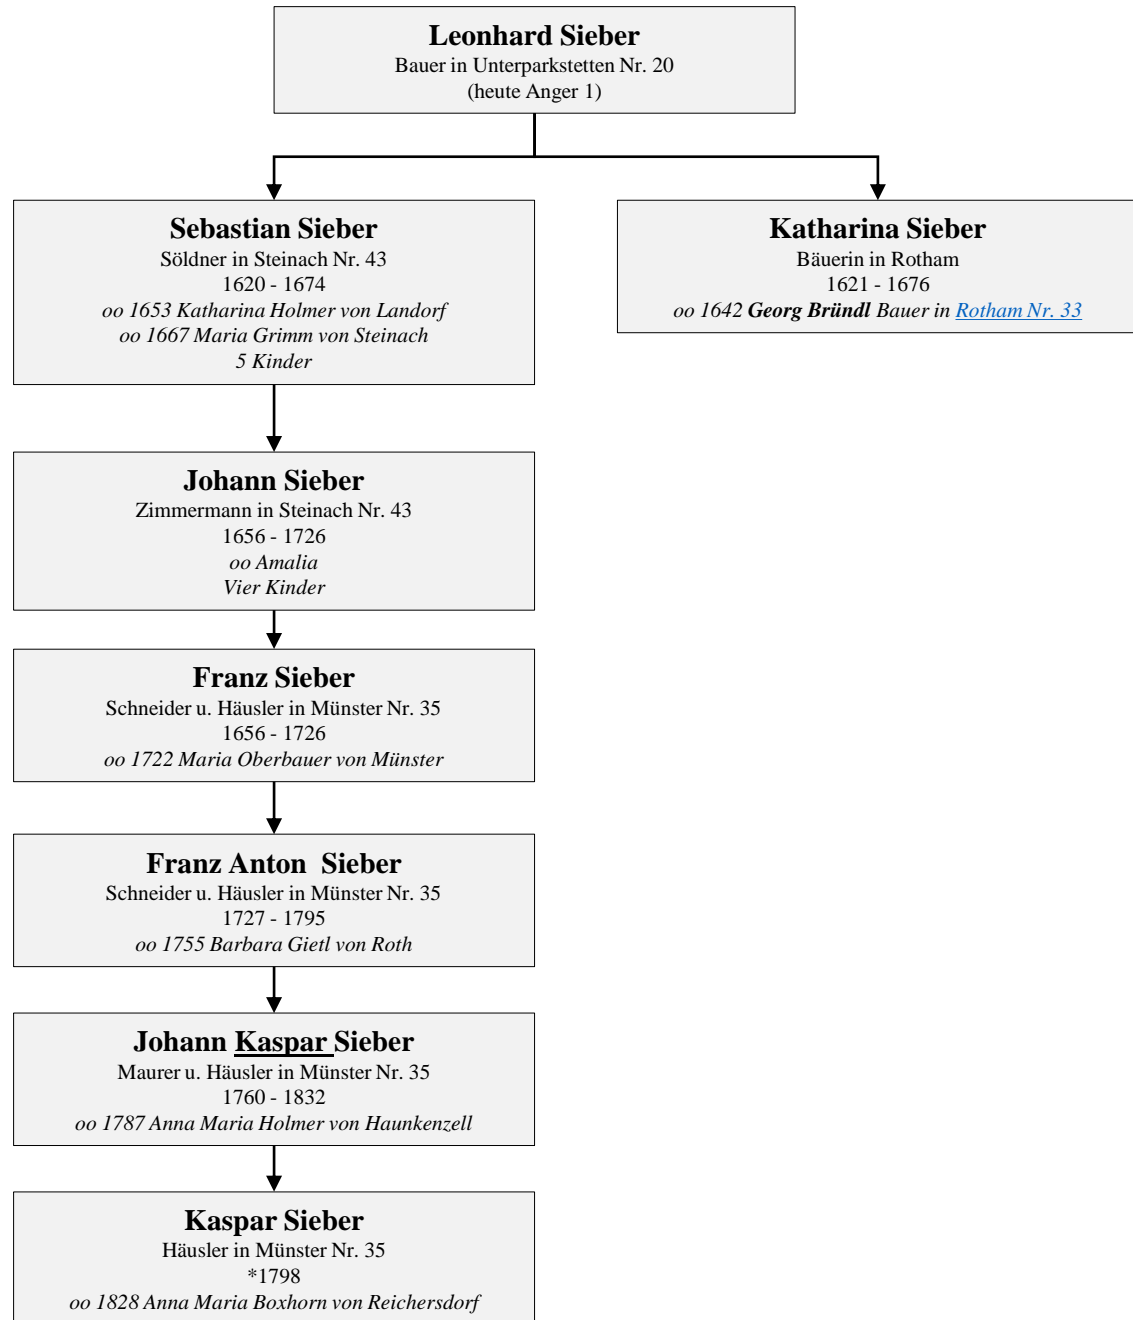 Leonhard Sieber
Bauer in Unterparkstetten Nr. 20
(heute Anger 1)
Sebastian Sieber
Söldner in Steinach Nr. 43
1620 - 1674
oo 1653 Katharina Holmer von Landorf
oo 1667 Maria Grimm von Steinach
5 Kinder
Katharina Sieber
Bäuerin in Rotham
1621 - 1676
oo 1642 Georg Bründl Bauer in Rotham Nr. 33
Johann Sieber
Zimmermann in Steinach Nr. 43
1656 - 1726
oo Amalia
Vier Kinder
Franz Sieber
Schneider u. Häusler in Münster Nr. 35
1656 - 1726
oo 1722 Maria Oberbauer von Münster
Franz Anton  Sieber
Schneider u. Häusler in Münster Nr. 35
1727 - 1795
oo 1755 Barbara Gietl von Roth
Johann Kaspar Sieber
Maurer u. Häusler in Münster Nr. 35
1760 - 1832
oo 1787 Anna Maria Holmer von Haunkenzell
Kaspar Sieber
Häusler in Münster Nr. 35
*1798
oo 1828 Anna Maria Boxhorn von Reichersdorf